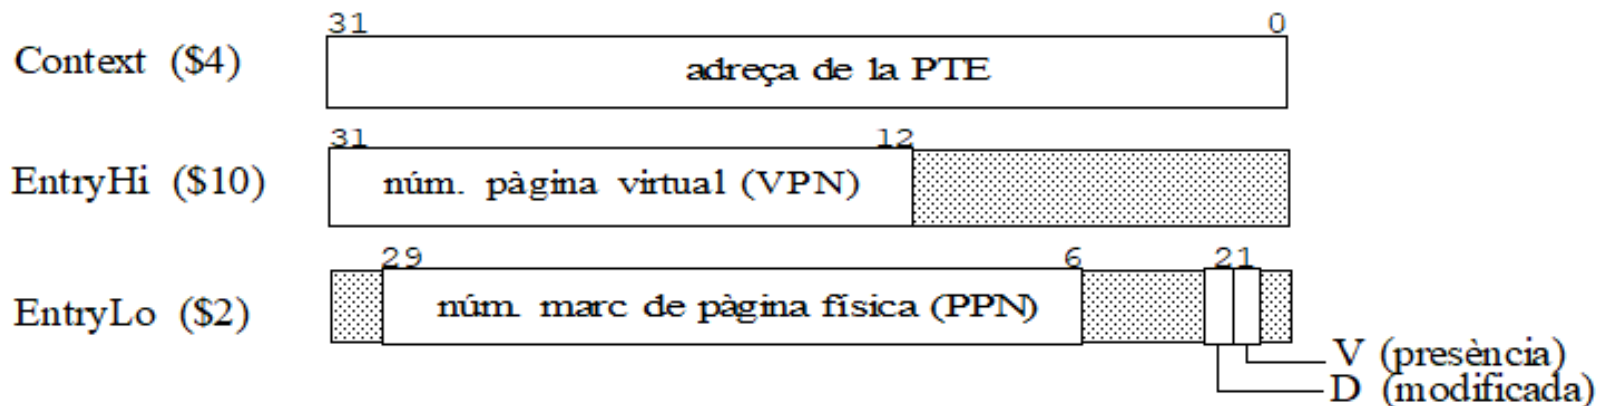 31 0
Context ($4) adreça de la PTE
31 12
EntryHi ($10) núm. pàgina virtual (VPN)
29 6 2 1
EntryLo ($2) núm. marc de pàgina física (PPN)
V (presència)
D (modificada)